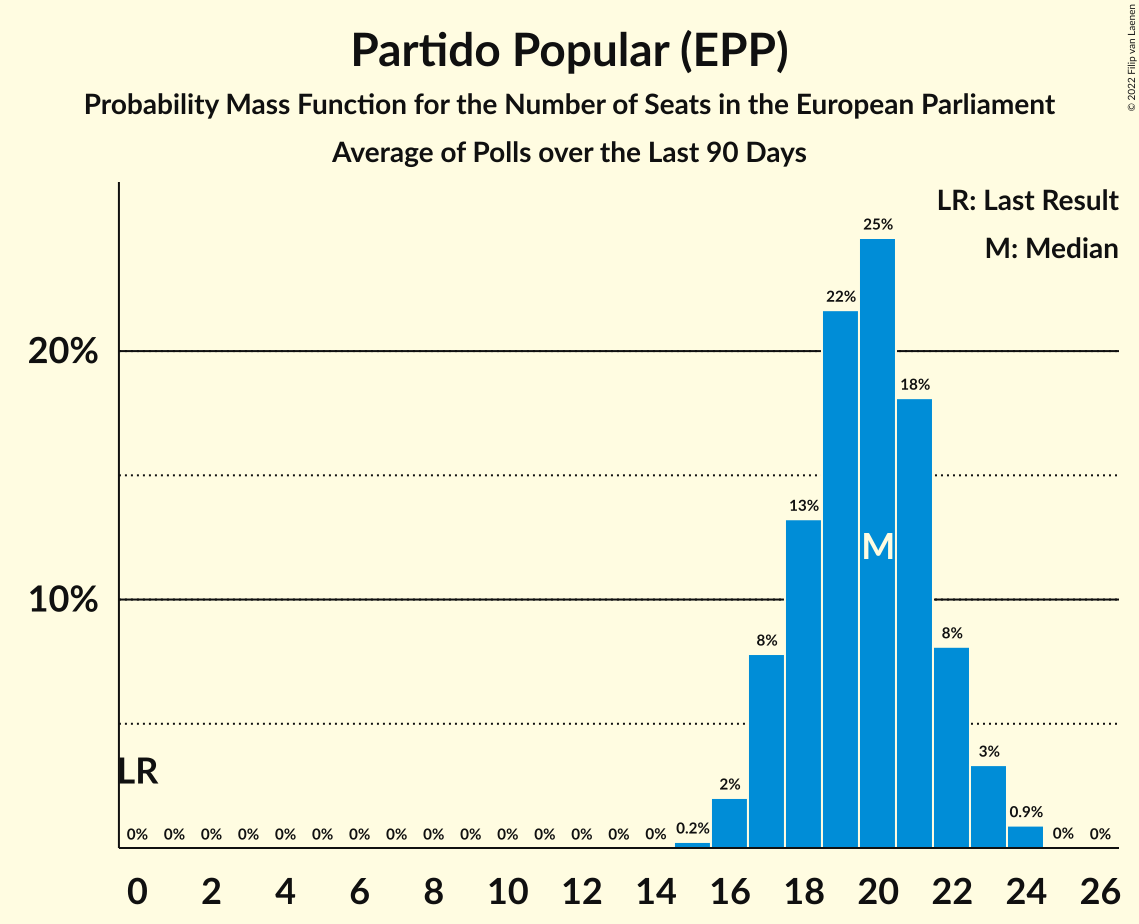 Partido Popular (EPP)
Probability Mass Function for the Number of Seats in the European Parliament
Average of Polls over the Last 90 Days
© 2022 Filip van Laenen
LR: Last Result
M: Median
25%
22%
20%
18%
13%
M
10%
8%
8%
3%
LR
2%
0.9%
0% 0% 0% 0% 0% 0% 0% 0% 0% 0% 0% 0% 0% 0% 0% 0.2% 0% 0%
0 2 4 6 8 10 12 14 16 18 20 22 24 26